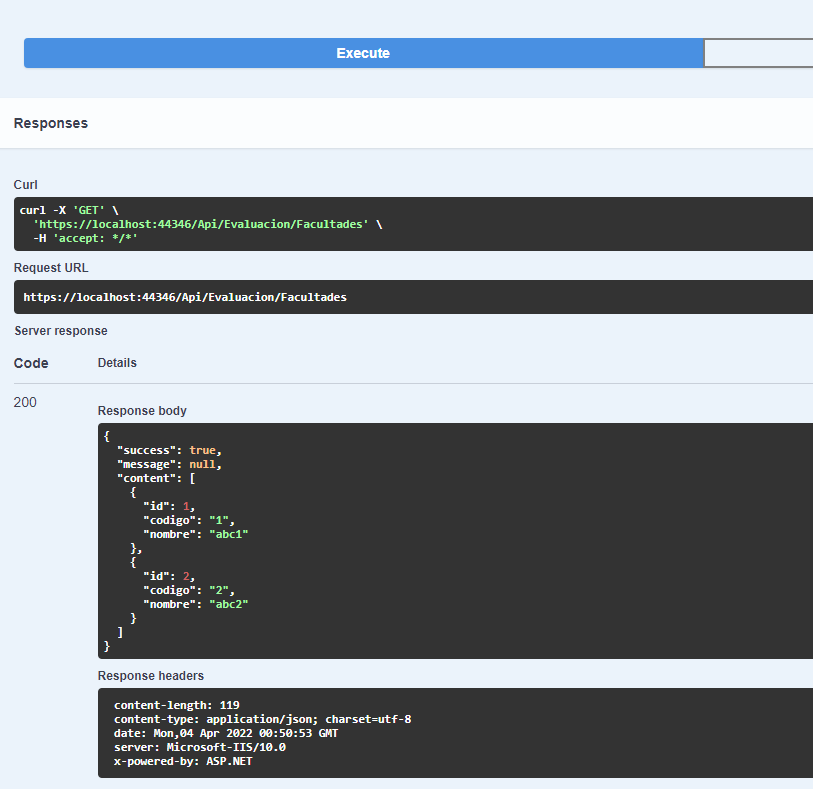 Execute
Responses
Curl
curl -X 'GET' \
'https://localhost:44346/Api/Evaluacion/Facultades' \
-H 'accept: */*'
Request URL
https://localhost:44346/Api/Evaluacion/Facultades
Server response
Code Details
200
Response body
{
"success": true,
"message": null,
"content": [
{
"id": 1,
"codigo": "1",
"nombre": "abc1"
},
{
"id": 2,
"codigo": "2",
"nombre": "abc2"
}
]
}
Response headers
content-length: 119
content-type: application/json; charset=utf-8
date: Mon,04 Apr 2022 00:50:53 GMT
server: Microsoft-IIS/10.0
x-powered-by: ASP.NET